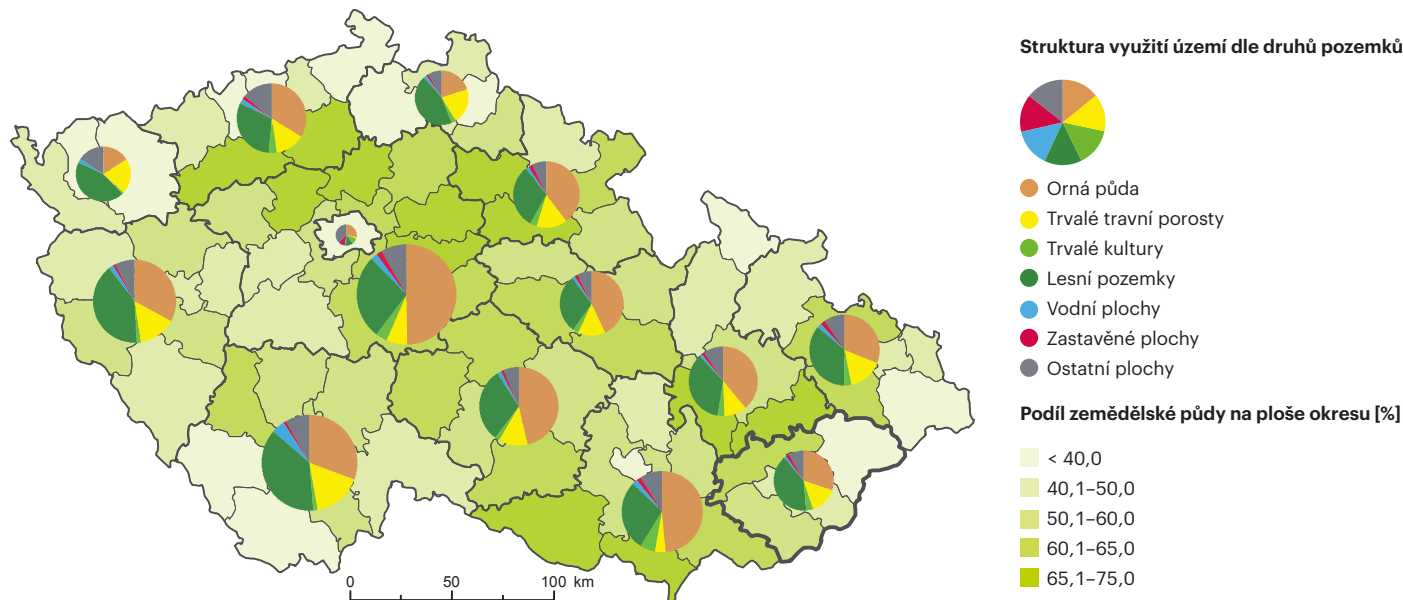 Struktura využití území dle druhů pozemků
Orná půda
Trvalé travní porosty
Trvalé kultury
Lesní pozemky
Vodní plochy
Zastavěné plochy
Ostatní plochy
Podíl zemědělské půdy na ploše okresu [%]
< 40,0
40,1–50,0
50,1–60,0
60,1–65,0
65,1–75,0
0 50 100 km